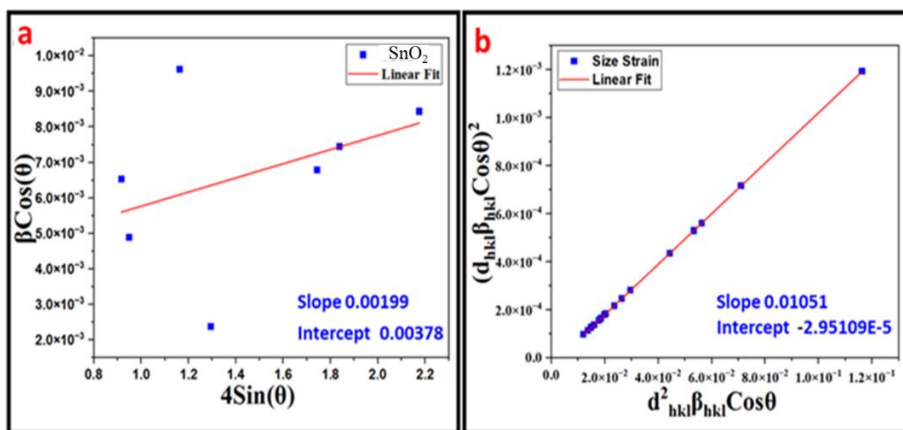 a
SnO₂
Linear Fit
1.0×10⁻²
9.0×10⁻³
8.0×10⁻³
7.0×10⁻³
6.0×10⁻³
5.0×10⁻³
4.0×10⁻³
3.0×10⁻³
2.0×10⁻³
βCos(θ)
Slope 0.00199
Intercept 0.00378
0.8 1.0 1.2 1.4 1.6 1.8 2.0 2.2
4Sin(θ)
b
Size Strain
Linear Fit
1.2×10⁻³
1.0×10⁻³
8.0×10⁻⁴
6.0×10⁻⁴
4.0×10⁻⁴
2.0×10⁻⁴
0.0
(dhklβhklCosθ)²
Slope 0.01051
Intercept -2.95109E-5
0.0 2.0×10⁻² 4.0×10⁻² 6.0×10⁻² 8.0×10⁻² 1.0×10⁻¹ 1.2×10⁻¹
d²hklβhklCosθ